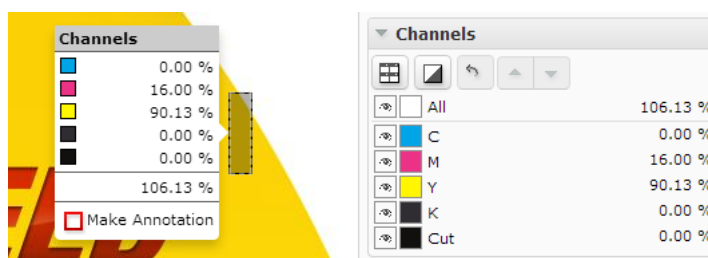 Channels
0.00 %
16.00 %
90.13 %
0.00 %
0.00 %
106.13 %
Make Annotation
Channels
All 106.13 %
C 0.00 %
M 16.00 %
Y 90.13 %
K 0.00 %
Cut 0.00 %